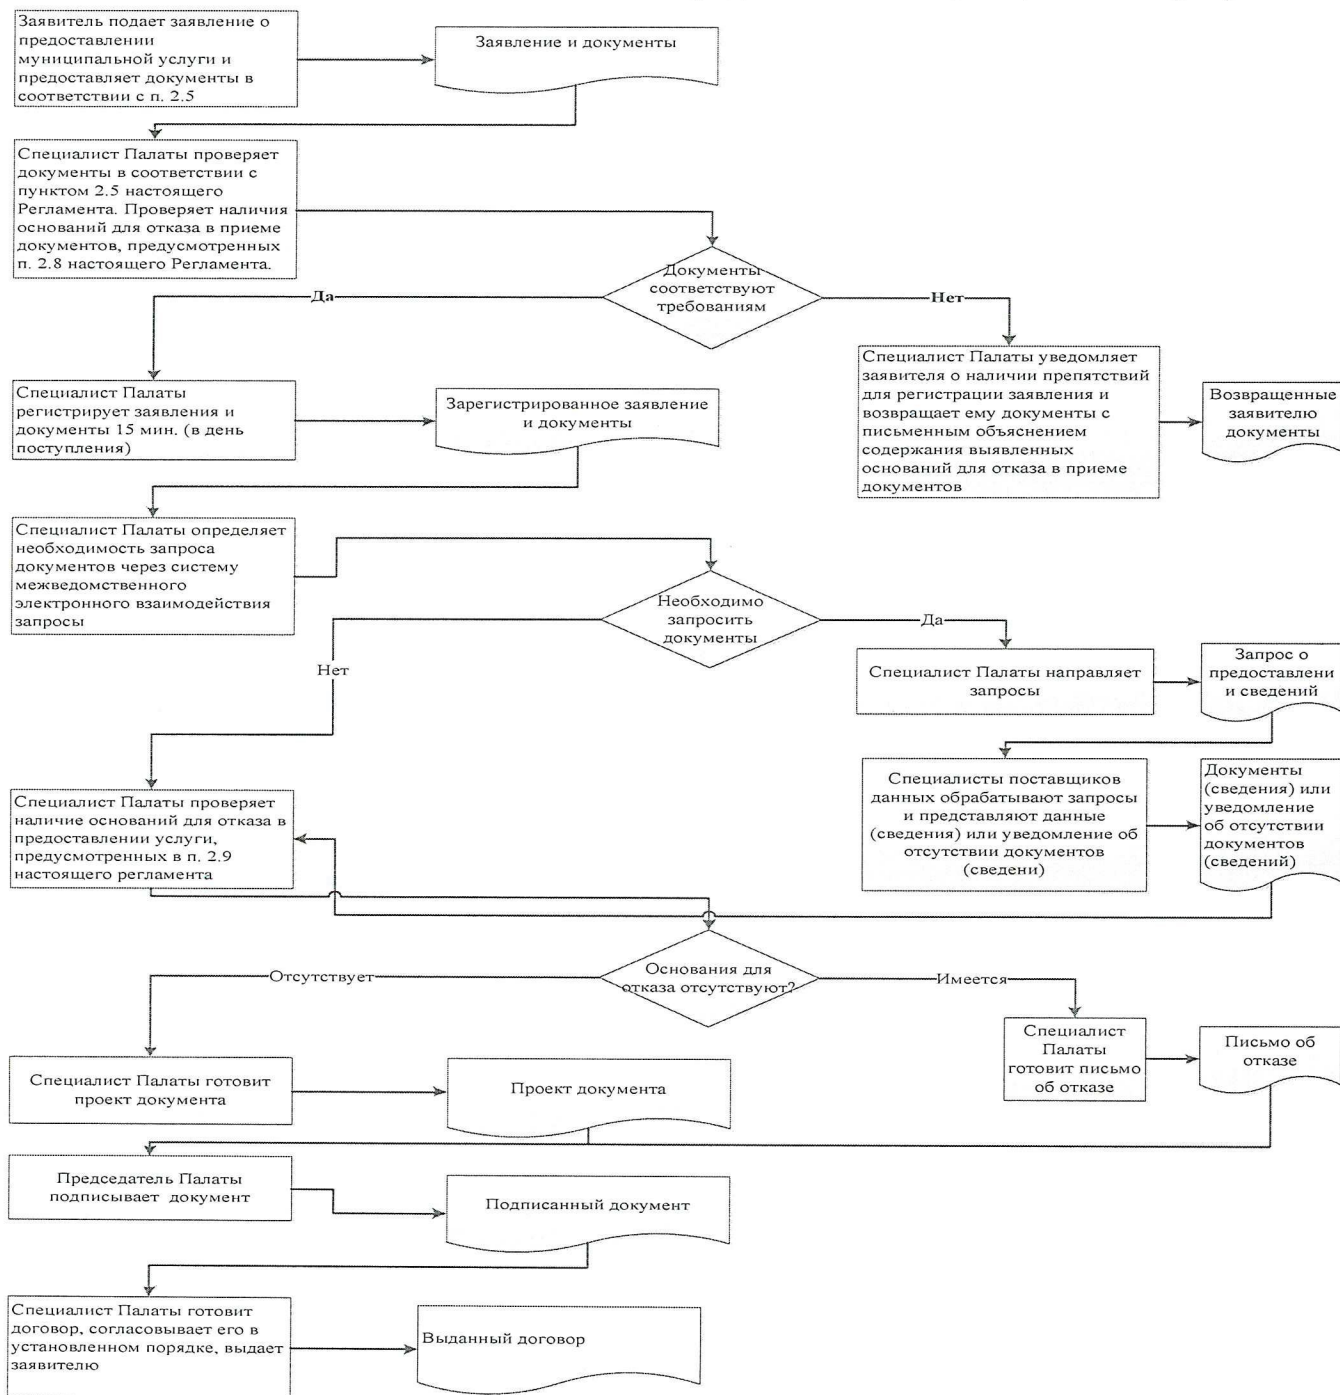 Заявитель подает заявление о
предоставлении
муниципальной услуги и
предоставляет документы в
соответствии с п. 2.5
Заявление и документы
Специалист Палаты проверяет
документы в соответствии с
пунктом 2.5 настоящего
Регламента. Проверяет наличия
оснований для отказа в приеме
документов, предусмотренных
п. 2.8 настоящего Регламента.
Документы
соответствуют
требованиям
Да
Нет
Специалист Палаты
регистрирует заявления и
документы 15 мин. (в день
поступления)
Зарегистрированное заявление
и документы
Специалист Палаты уведомляет
заявителя о наличии препятствий
для регистрации заявления и
возвращает ему документы с
письменным объяснением
содержания выявленных
оснований для отказа в приеме
документов
Возвращенные
заявителю
документы
Специалист Палаты определяет
необходимость запроса
документов через систему
межведомственного
электронного взаимодействия
запросы
Необходимо
запросить
документы
Да
Нет
Специалист Палаты направляет
запросы
Запрос о
предоставлени
и сведений
Специалисты поставщиков
данных обрабатывают запросы
и представляют данные
(сведения) или уведомление об
отсутствии документов
(сведени)
Документы
(сведения) или
уведомление
об отсутствии
документов
(сведений)
Специалист Палаты проверяет
наличие оснований для отказа в
предоставлении услуги,
предусмотренных в п. 2.9
настоящего регламента
Основания для
отказа отсутствуют?
Отсутствует
Имеется
Специалист
Палаты
готовит письмо
об отказе
Письмо об
отказе
Специалист Палаты готовит
проект документа
Проект документа
Председатель Палаты
подписывает документ
Подписанный документ
Специалист Палаты готовит
договор, согласовывает его в
установленном порядке, выдает
заявителю
Выданный договор